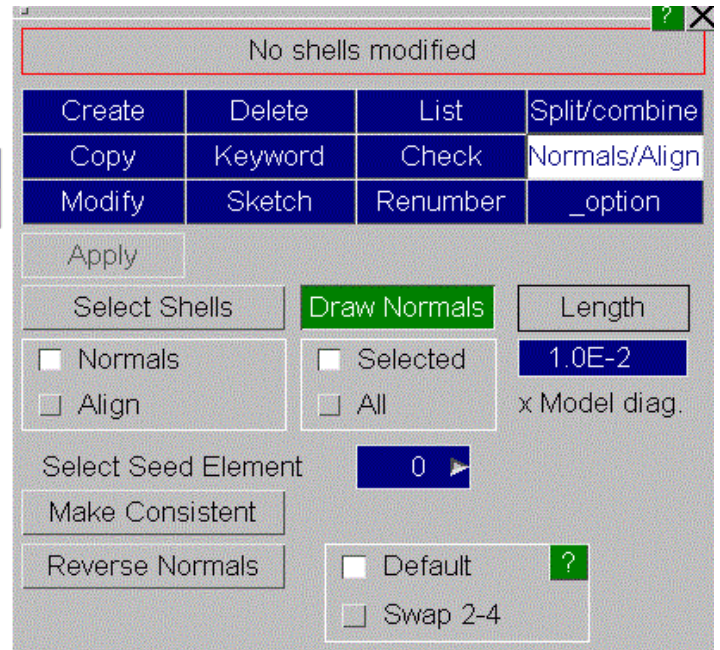 ?
No shells modified
Create Delete List Split/combine
Copy Keyword Check Normals/Align
Modify Sketch Renumber _option
Apply
Select Shells Draw Normals Length
Normals Selected 1.0E-2
Align All x Model diag.
Select Seed Element 0
Make Consistent
Reverse Normals Default ?
Swap 2-4